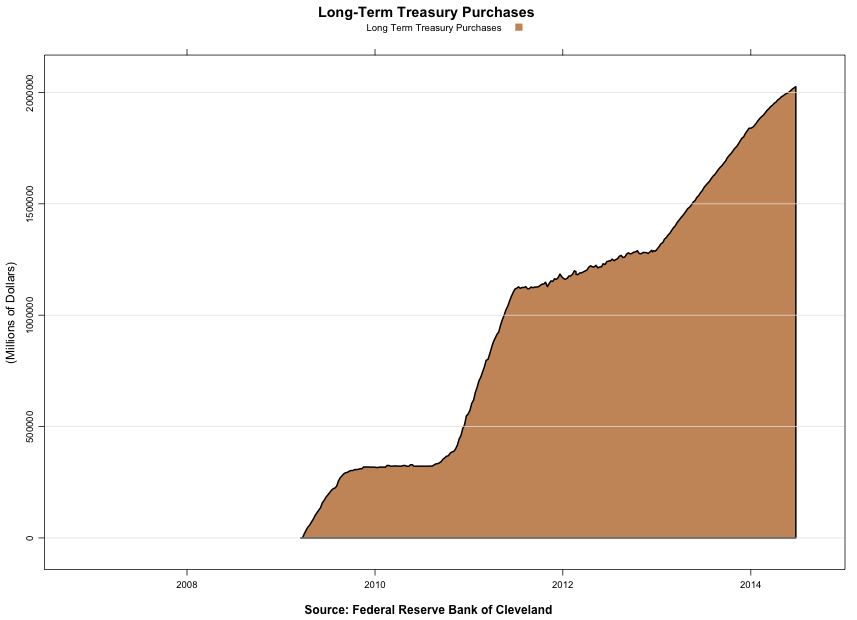 Long-Term Treasury Purchases
Long Term Treasury Purchases
(Millions of Dollars)
2000000
1500000
1000000
500000
0
2008
2010
2012
2014
Source: Federal Reserve Bank of Cleveland